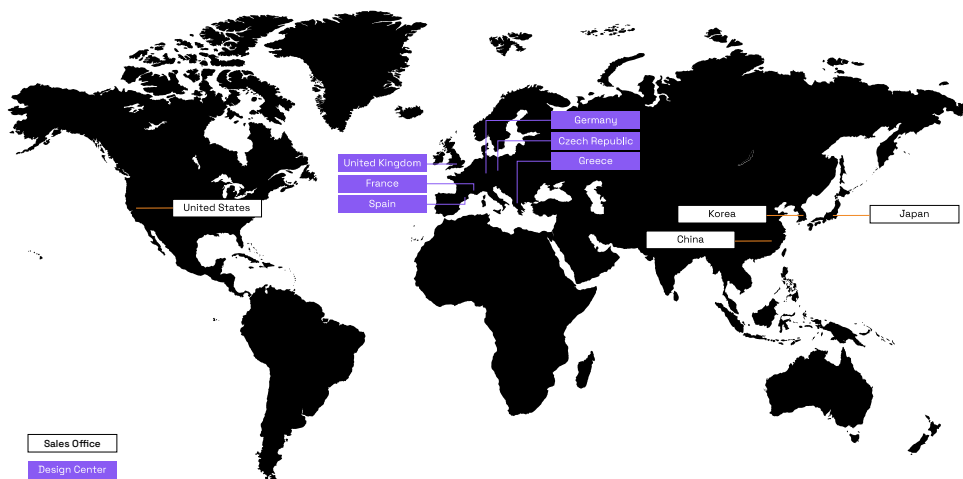 Germany
Czech Republic
United Kingdom
Greece
France
Spain
United States
Korea
Japan
China
Sales Office
Design Center